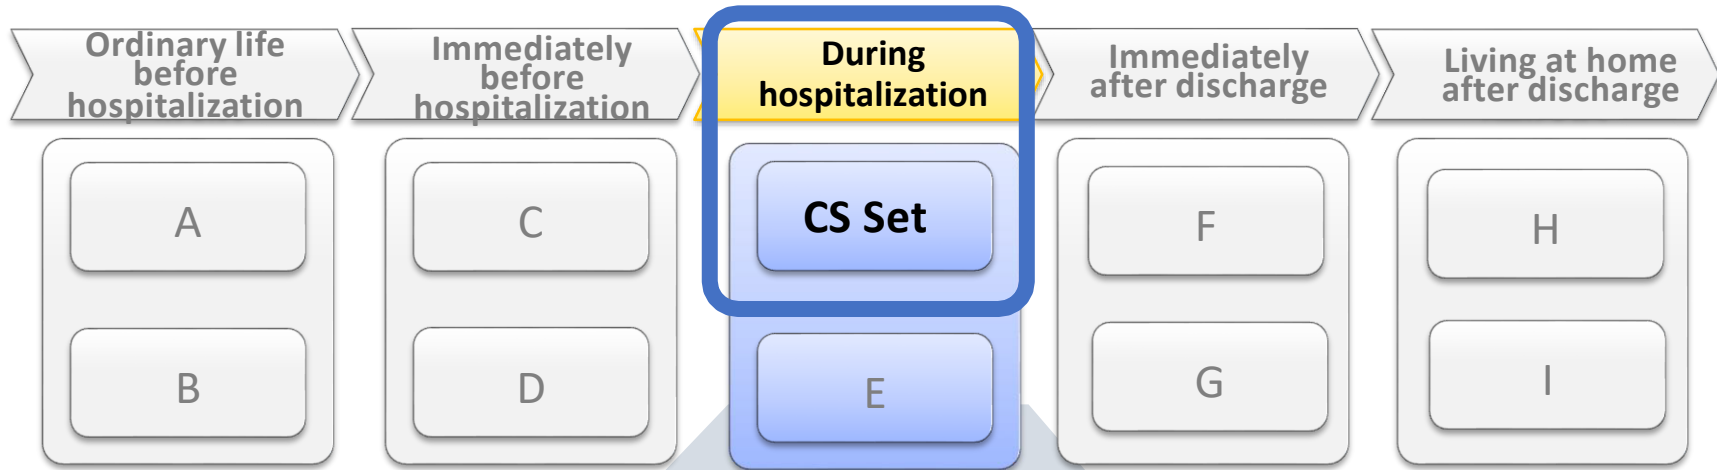 Ordinary life
before
hospitalization
Immediately
before
hospitalization
During
hospitalization
Immediately
after discharge
Living at home
after discharge
A
C
CS Set
F
H
B
D
E
G
I